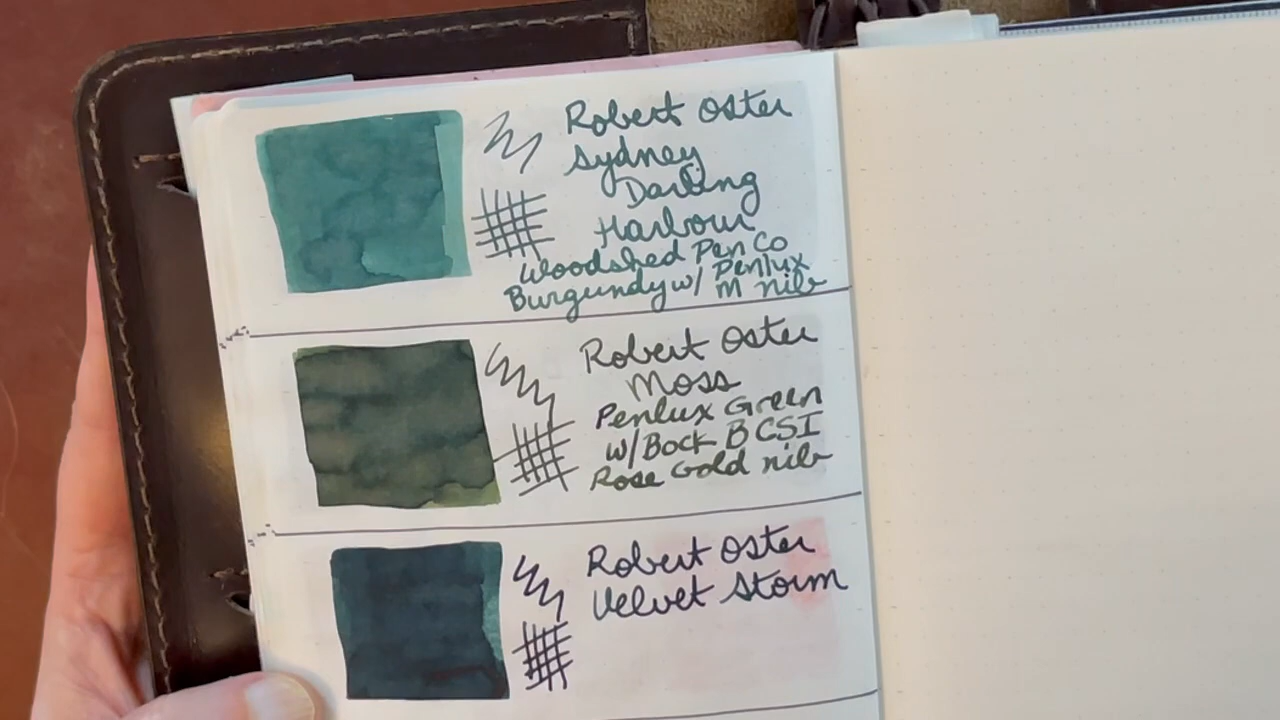 Robert Oster
Sydney
Darling
Harbour
Woodshed Pen Co
Burgundy w/ Penlux
M nib
Robert Oster
Moss
Penlux Green
w/Bock B CSI
Rose Gold nib
Robert Oster
Velvet Storm